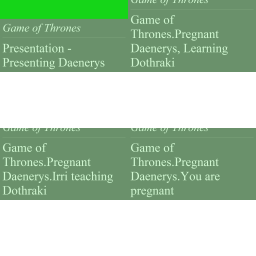 Game of Thrones
Presentation -
Presenting Daenerys
Game of Thrones
Game of
Thrones.Pregnant
Daenerys, Learning
Dothraki
Game of Thrones
Game of
Thrones.Pregnant
Daenerys.Irri teaching
Dothraki
Game of Thrones
Game of
Thrones.Pregnant
Daenerys.You are
pregnant